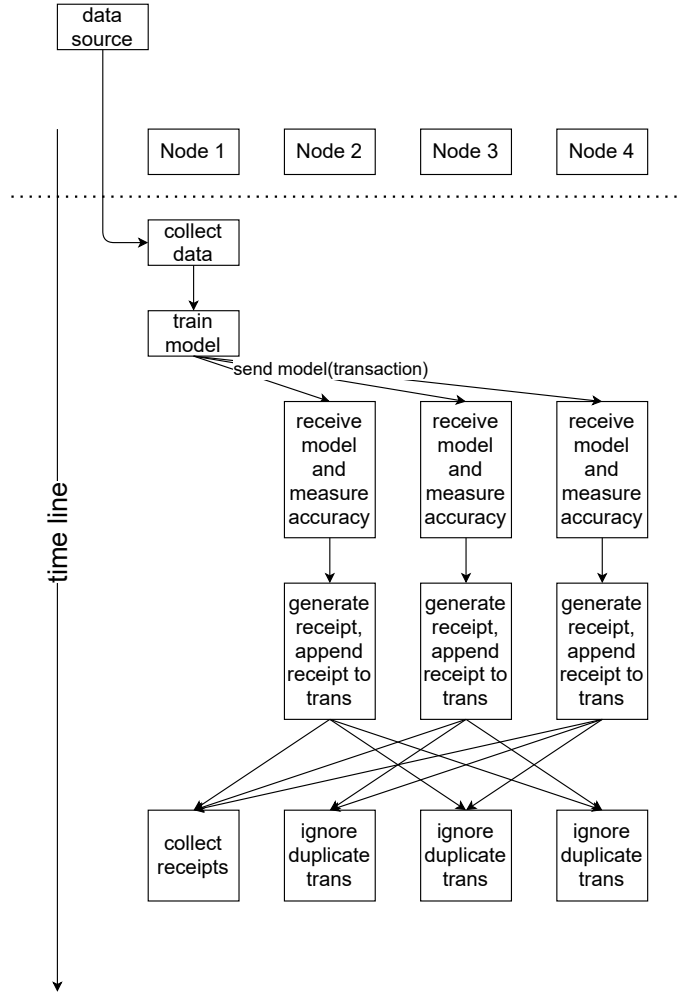 data
source
Node 1
Node 2
Node 3
Node 4
collect
data
train
model
send model(transaction)
receive
model
and
measure
accuracy
receive
model
and
measure
accuracy
receive
model
and
measure
accuracy
time line
generate
receipt,
append
receipt to
trans
generate
receipt,
append
receipt to
trans
generate
receipt,
append
receipt to
trans
collect
receipts
ignore
duplicate
trans
ignore
duplicate
trans
ignore
duplicate
trans